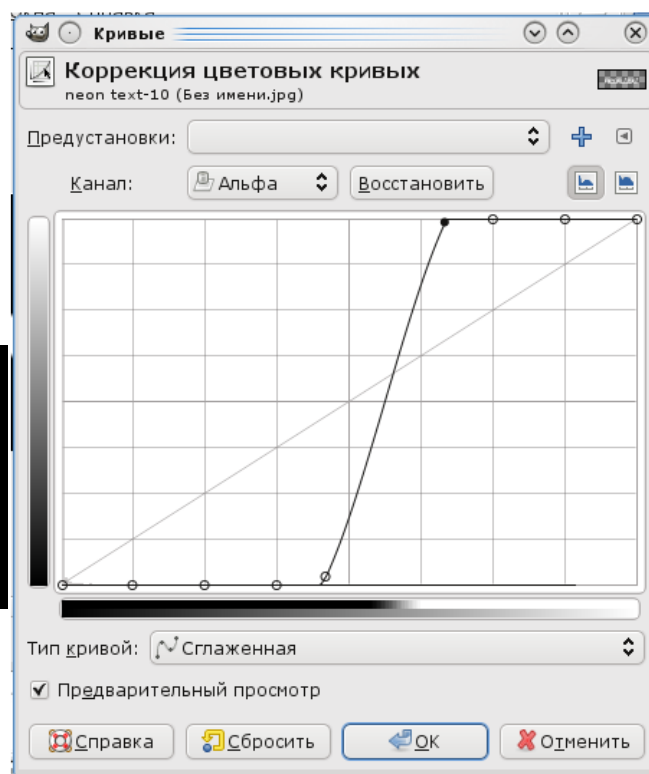 Кривые
Коррекция цветовых кривых
neon text-10 (Без имени.jpg)
Предустановки:
Канал: Альфа Восстановить
Тип кривой: Сглаженная
Предварительный просмотр
Справка Сбросить OK Отменить